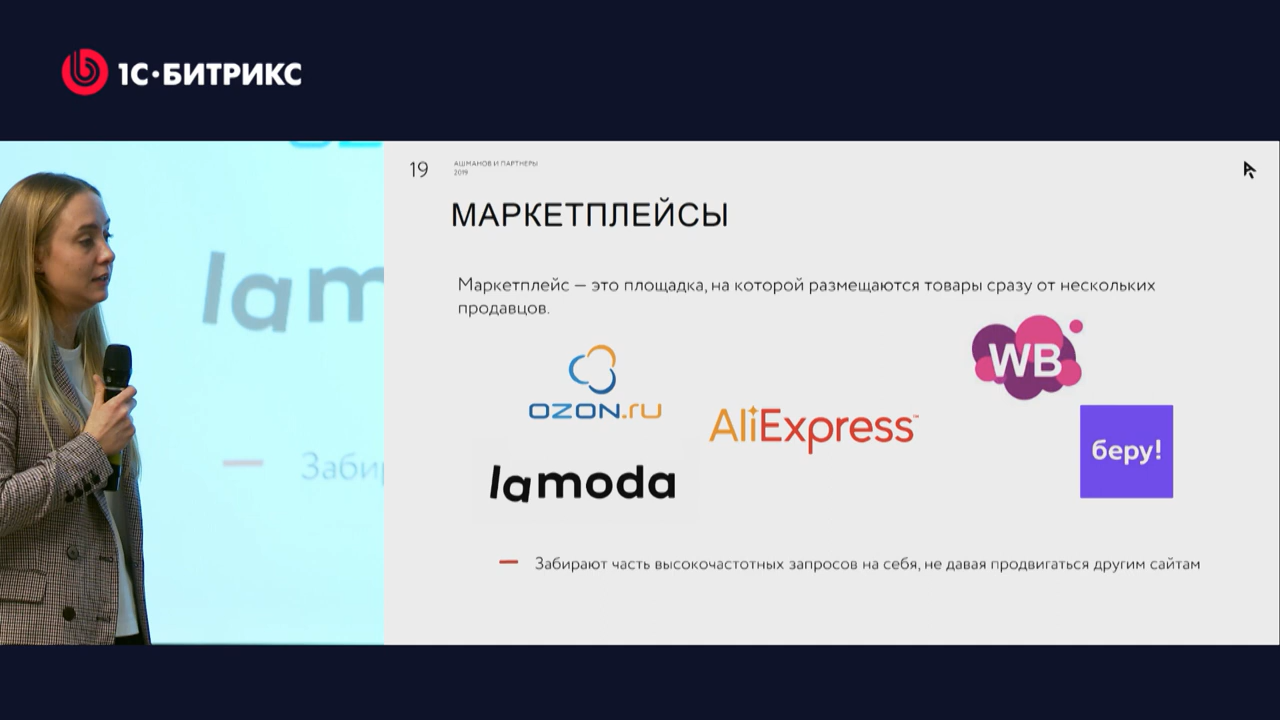 1С·БИТРИКС
lam
Забир
19
АШМАНОВ И ПАРТНЕРЫ
2019
МАРКЕТПЛЕЙСЫ
Маркетплейс — это площадка, на которой размещаются товары сразу от нескольких
продавцов.
OZON.ru
AliExpress™
WB
беру!
lamoda
Забирают часть высокочастотных запросов на себя, не давая продвигаться другим сайтам